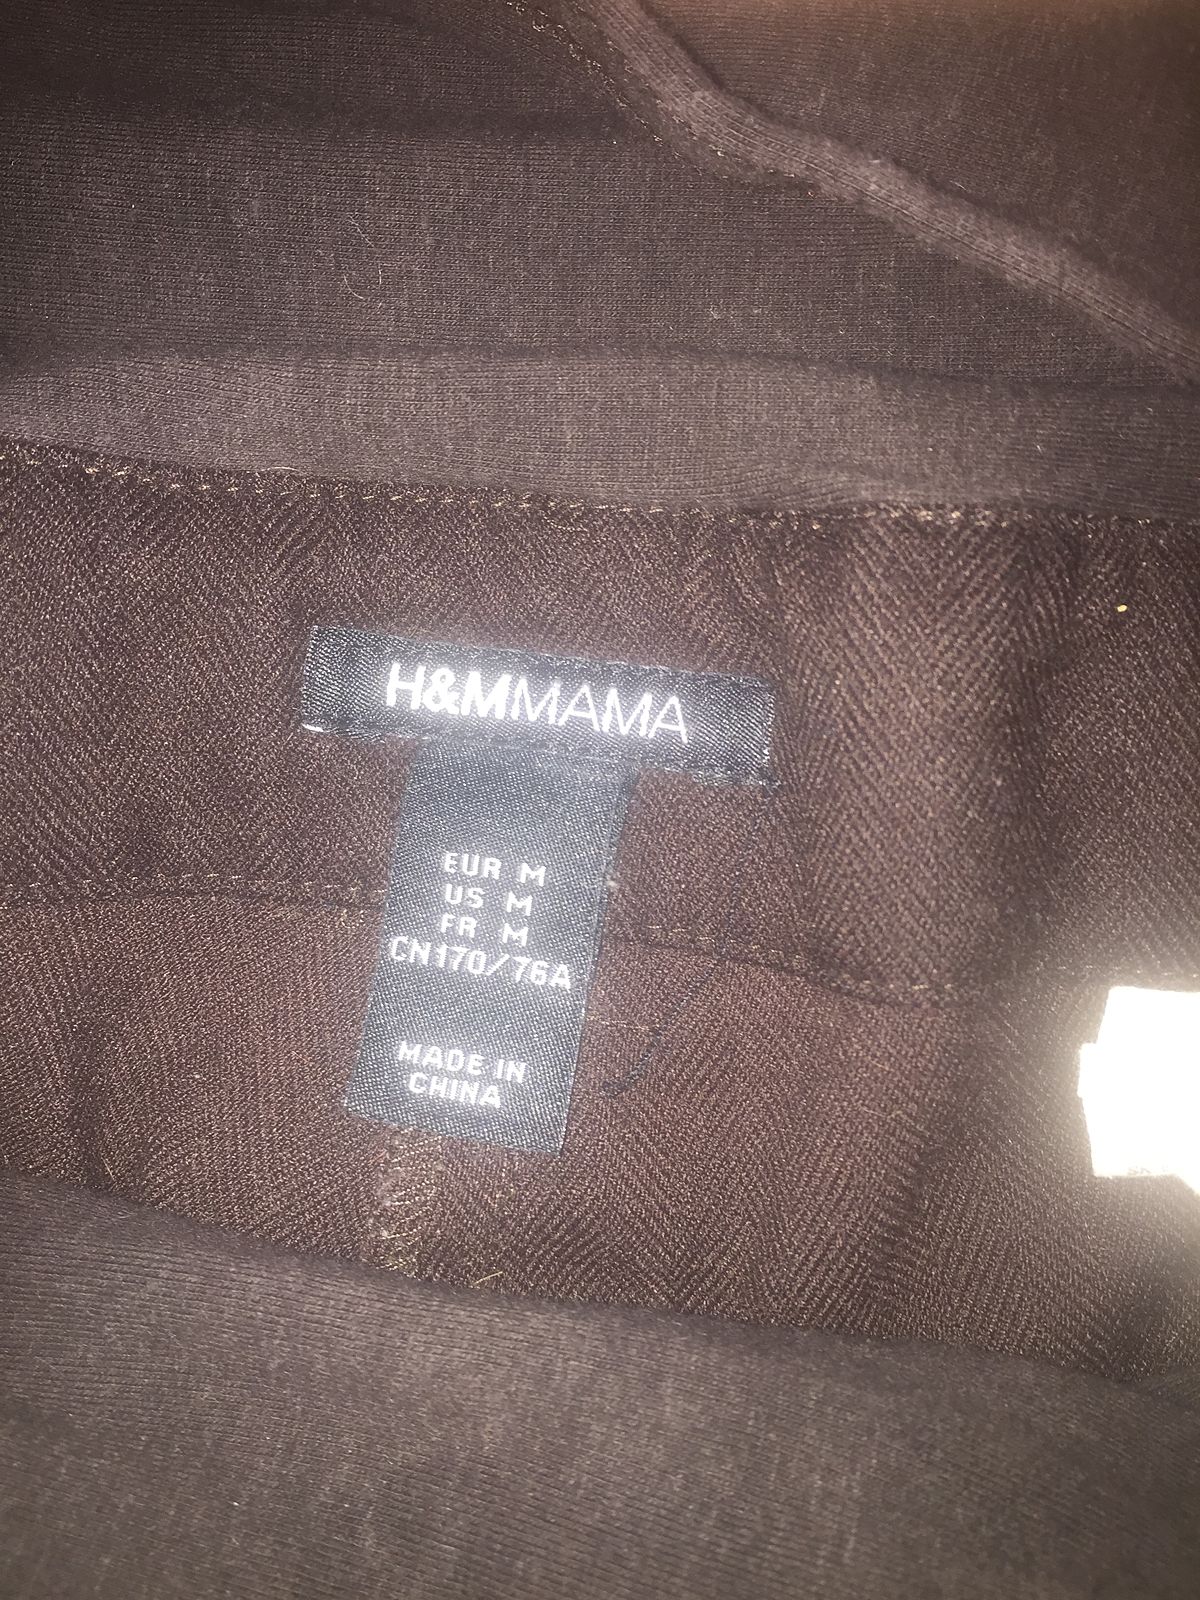 H&MMAMA
EUR M
US M
FR M
CN170/76A
MADE IN
CHINA